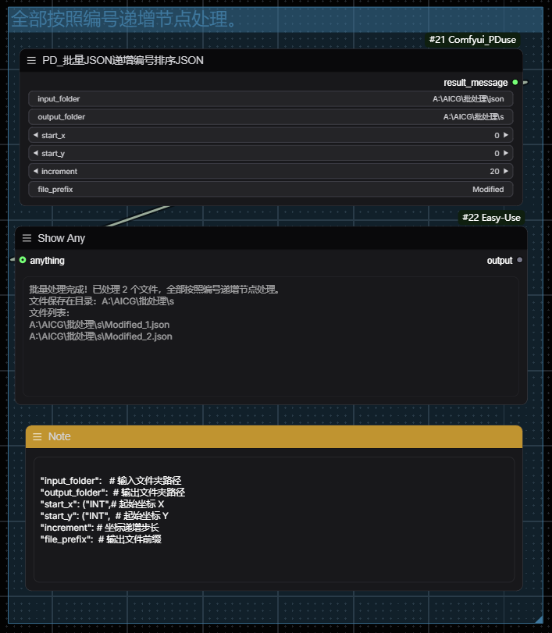 全部按照编号递增节点处理。
#21 Comfyui_PDuse
PD_批量JSON递增编号排序JSON
result_message
input_folder A:\AICG\批处理\json
output_folder A:\AICG\批处理\s
start_x 0
start_y 0
increment 20
file_prefix Modified
#22 Easy-Use
Show Any
anything output
批量处理完成！已处理 2 个文件，全部按照编号递增节点处理。
文件保存在目录：A:\AICG\批处理\s
文件列表：
A:\AICG\批处理\s\Modified_1.json
A:\AICG\批处理\s\Modified_2.json
Note
"input_folder": # 输入文件夹路径
"output_folder": # 输出文件夹路径
"start_x": ("INT",# 起始坐标 X
"start_y": ("INT", # 起始坐标 Y
"increment": # 坐标递增步长
"file_prefix": # 输出文件前缀